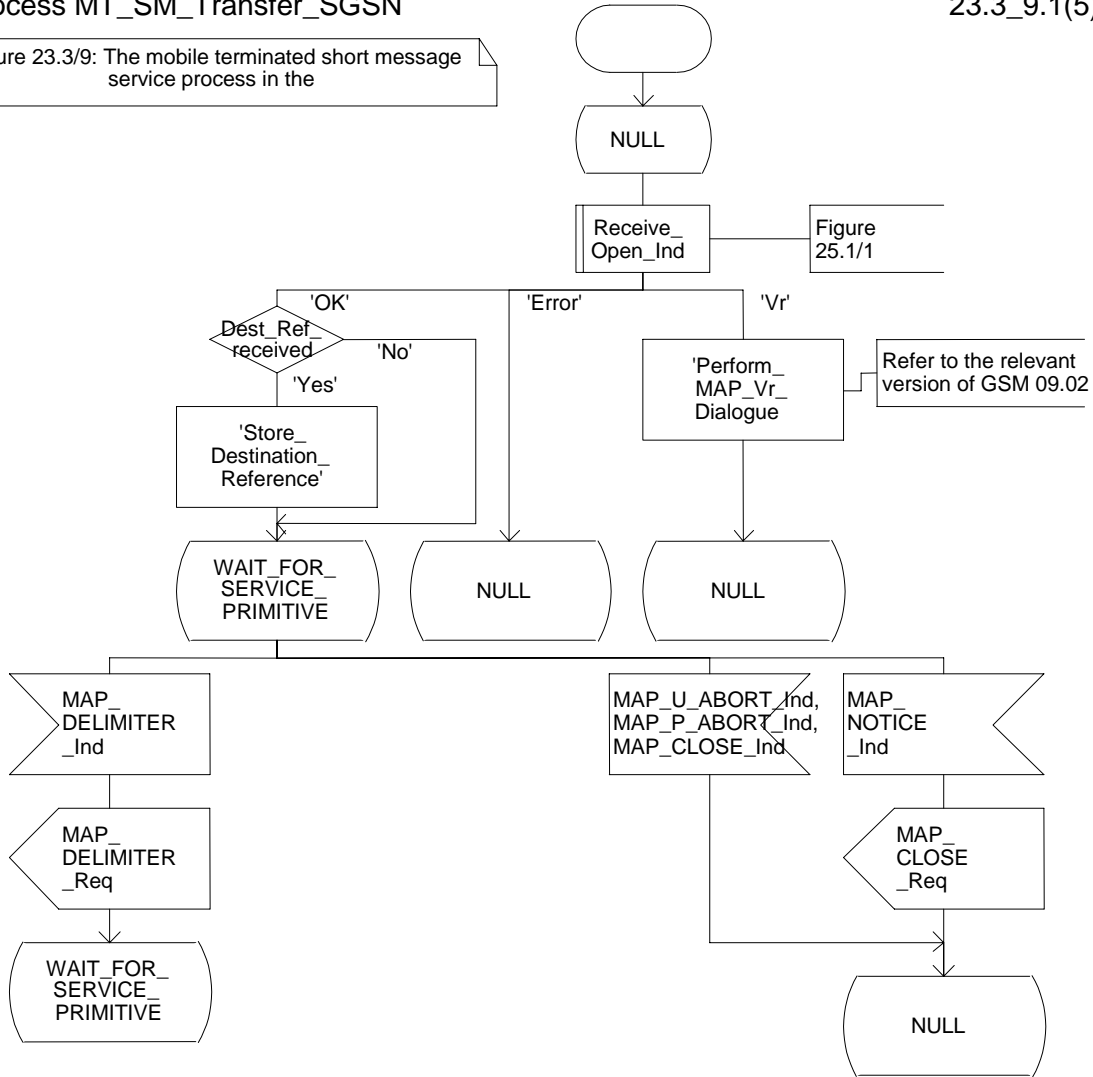 MT_SM_Transfer_SGSN
23.3_9.1(5)
23.3/9: The mobile terminated short message
service process in the
NULL
Receive_
Open_Ind
Figure
25.1/1
'OK'
'Error'
'Vr'
Dest_Ref_
received
'No'
'Yes'
'Perform_
MAP_Vr_
Dialogue
Refer to the relevant
version of GSM 09.02
'Store_
Destination_
Reference'
WAIT_FOR_
SERVICE_
PRIMITIVE
NULL
NULL
MAP_
DELIMITER
_Ind
MAP_U_ABORT_Ind,
MAP_P_ABORT_Ind,
MAP_CLOSE_Ind
MAP_
NOTICE
_Ind
MAP_
DELIMITER
_Req
MAP_
CLOSE
_Req
WAIT_FOR_
SERVICE_
PRIMITIVE
NULL